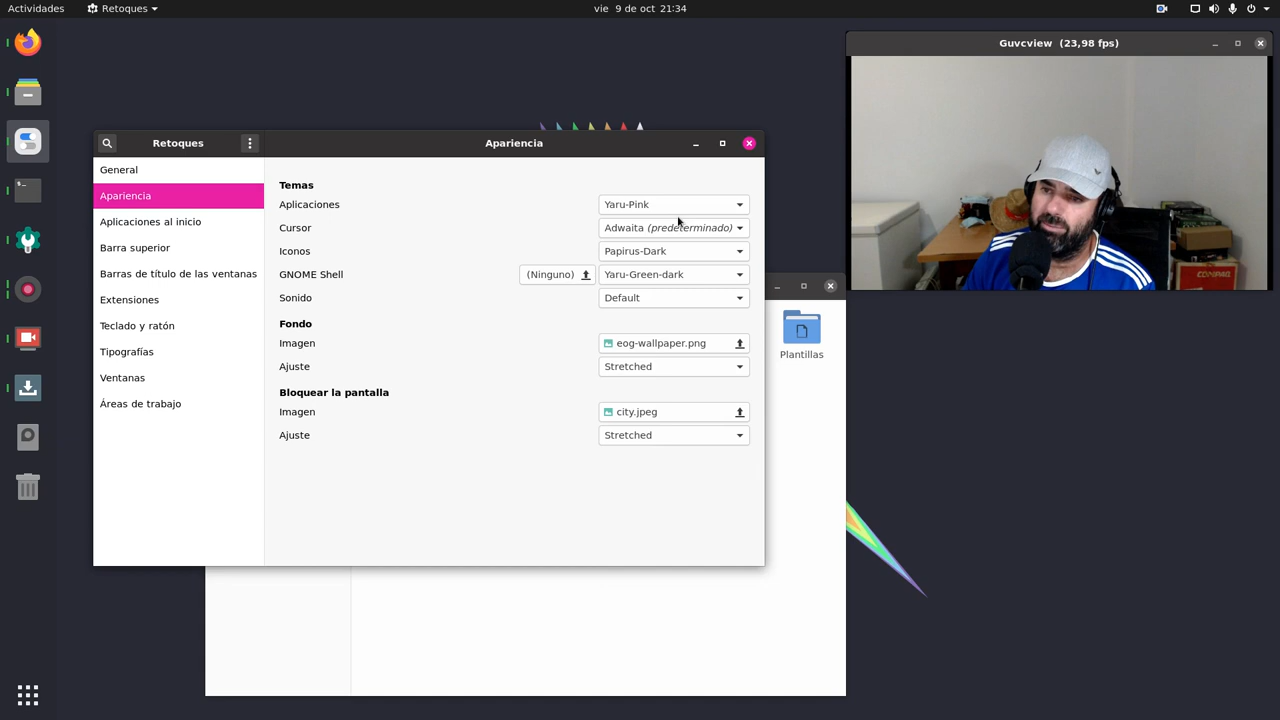 Actividades
Retoques
vie 9 de oct 21:34
Guvcview (23,98 fps)
Retoques
Apariencia
General
Apariencia
Aplicaciones al inicio
Barra superior
Barras de título de las ventanas
Extensiones
Teclado y ratón
Tipografías
Ventanas
Áreas de trabajo
Temas
Aplicaciones
Yaru-Pink
Cursor
Adwaita (predeterminado)
Iconos
Papirus-Dark
GNOME Shell
(Ninguno)
Yaru-Green-dark
Sonido
Default
Fondo
Imagen
eog-wallpaper.png
Ajuste
Stretched
Bloquear la pantalla
Imagen
city.jpeg
Ajuste
Stretched
Plantillas
COMPAQ